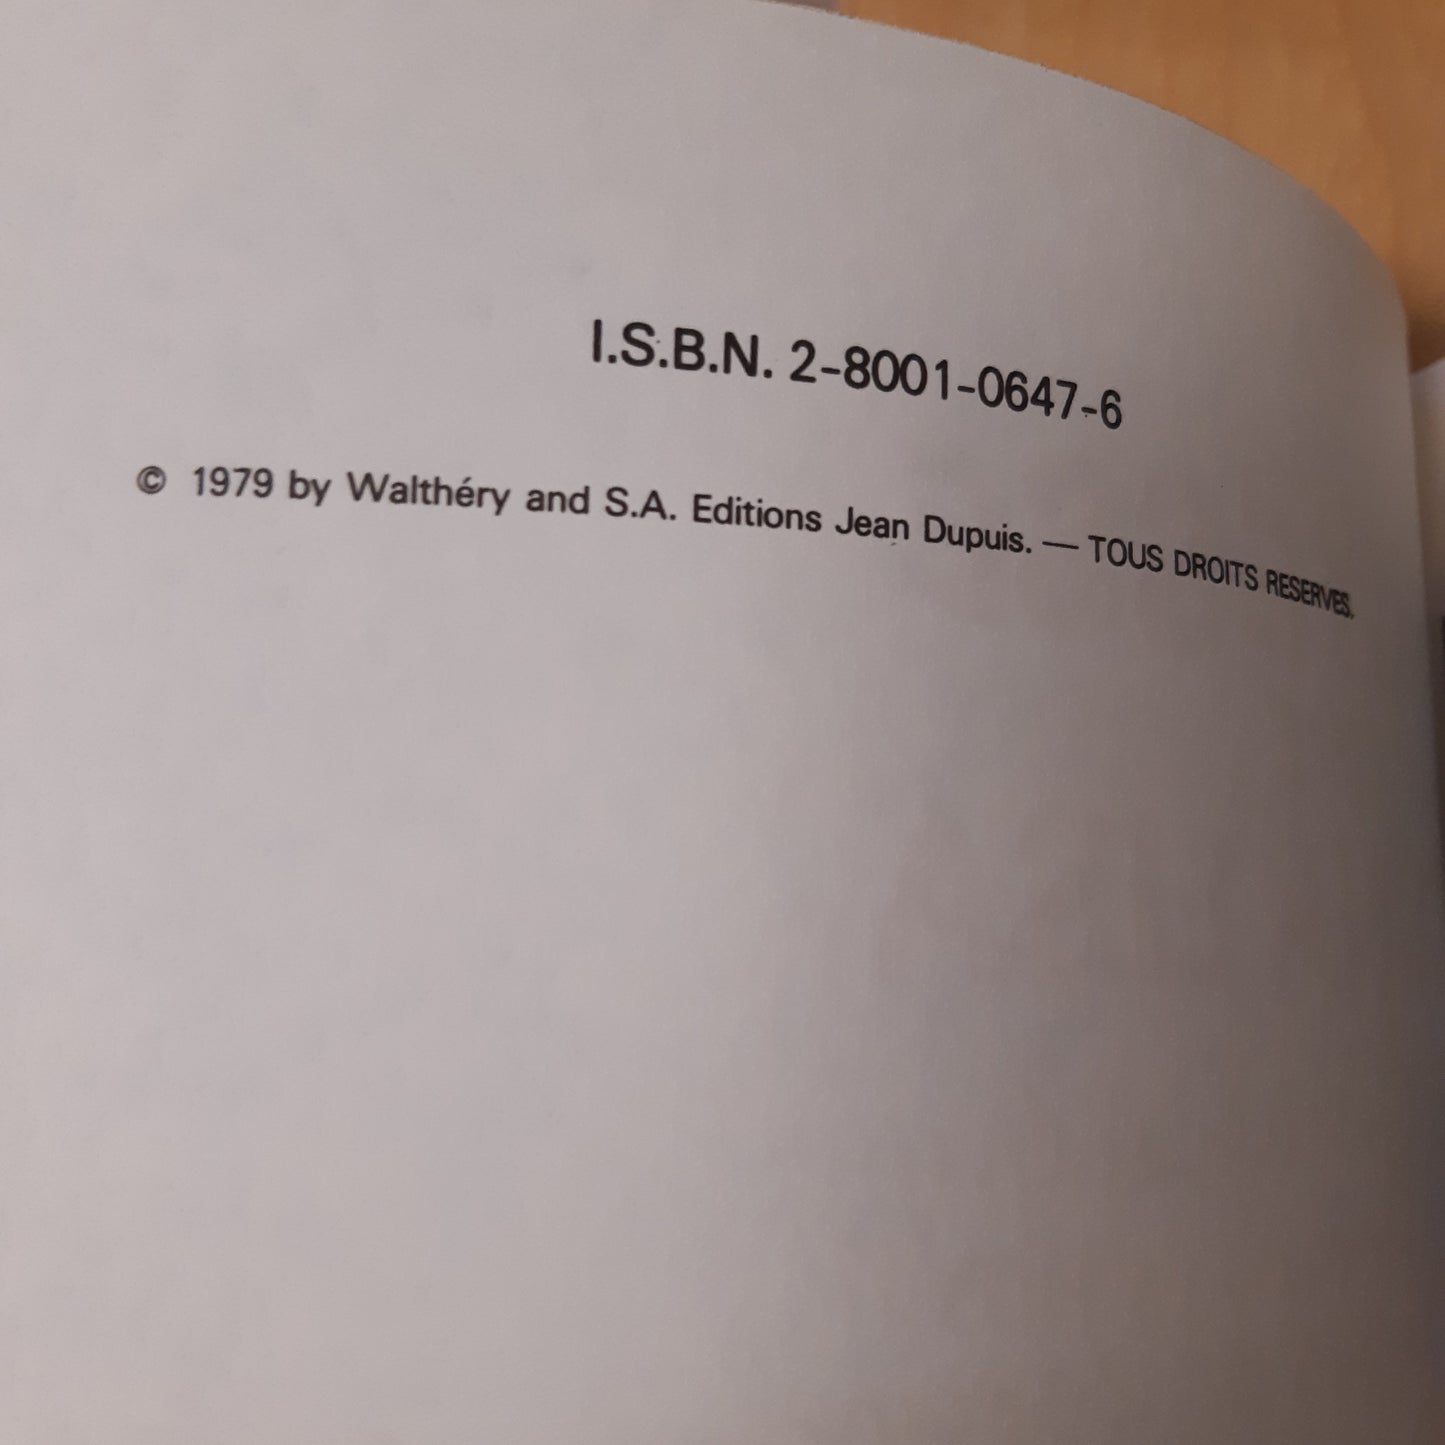 I.S.B.N. 2-8001-0647-6
© 1979 by Walthéry and S.A. Editions Jean Dupuis. — TOUS DROITS RESERVES.